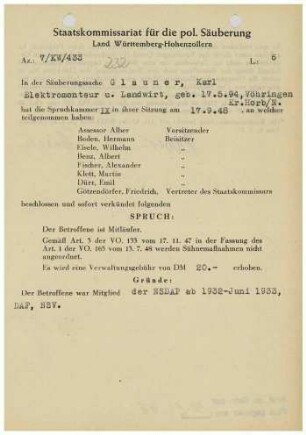 Staatskommissariat für die pol. Säuberung
Land Württemberg-Hohenzollern
Az.: 7/KW/433
232
L: 6
In der Säuberungssache Glauner, Karl
Elektromonteur u. Landwirt, geb. 17.5.94, Vöhringen
Kr.Horb/N.
hat die Spruchkammer IX in ihrer Sitzung am 17.9.48 an welcher
teilgenommen haben:
Assessor Alber Vorsitzender
Boden, Hermann Beisitzer
Eisele, Wilhelm „
Benz, Albert „
Fischer, Alexander „
Klett, Martin „
Dürr, Emil „
Götzendörfer, Friedrich, Vertreter des Staatskommissars
beschlossen und sofort verkündet folgenden
SPRUCH:
Der Betroffene ist Mitläufer.
Gemäß Art. 5 der VO. 133 vom 17. 11. 47 in der Fassung des
Art. 1 der VO. 165 vom 13. 7. 48 werden Sühnemaßnahmen nicht
angeordnet.
Es wird eine Verwaltungsgebühr von DM 20.- erhoben.
Gründe:
Der Betroffene war Mitglied der NSDAP ab 1932-Juni 1933,
DAF, NSV.